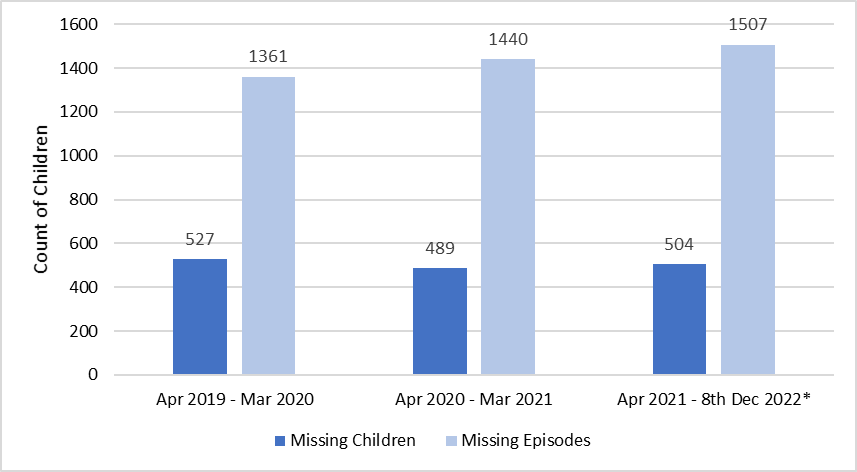 1600
1400
1200
1000
800
600
400
200
0
Count of Children
527
1361
489
1440
504
1507
Apr 2019 - Mar 2020
Apr 2020 - Mar 2021
Apr 2021 - 8th Dec 2022*
Missing Children
Missing Episodes